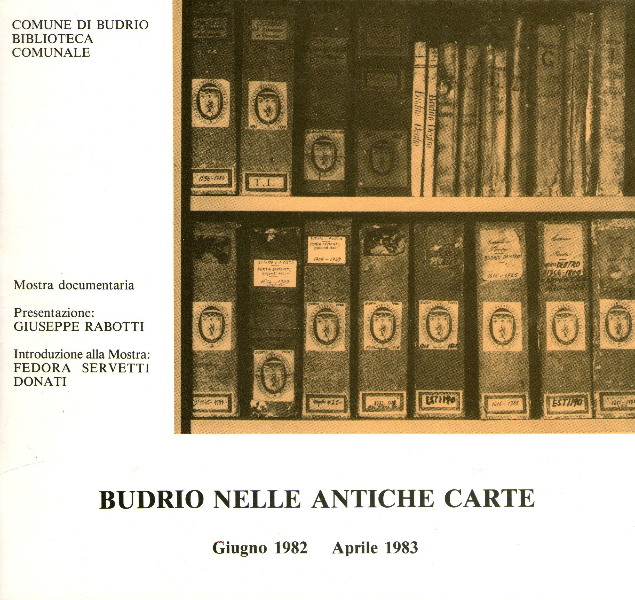 COMUNE DI BUDRIO
BIBLIOTECA
COMUNALE
T.I.
ESTIMO
ESTIMO
Mostra documentaria
Presentazione:
GIUSEPPE RABOTTI
Introduzione alla Mostra:
FEDORA SERVETTI
DONATI
BUDRIO NELLE ANTICHE CARTE
Giugno 1982 Aprile 1983